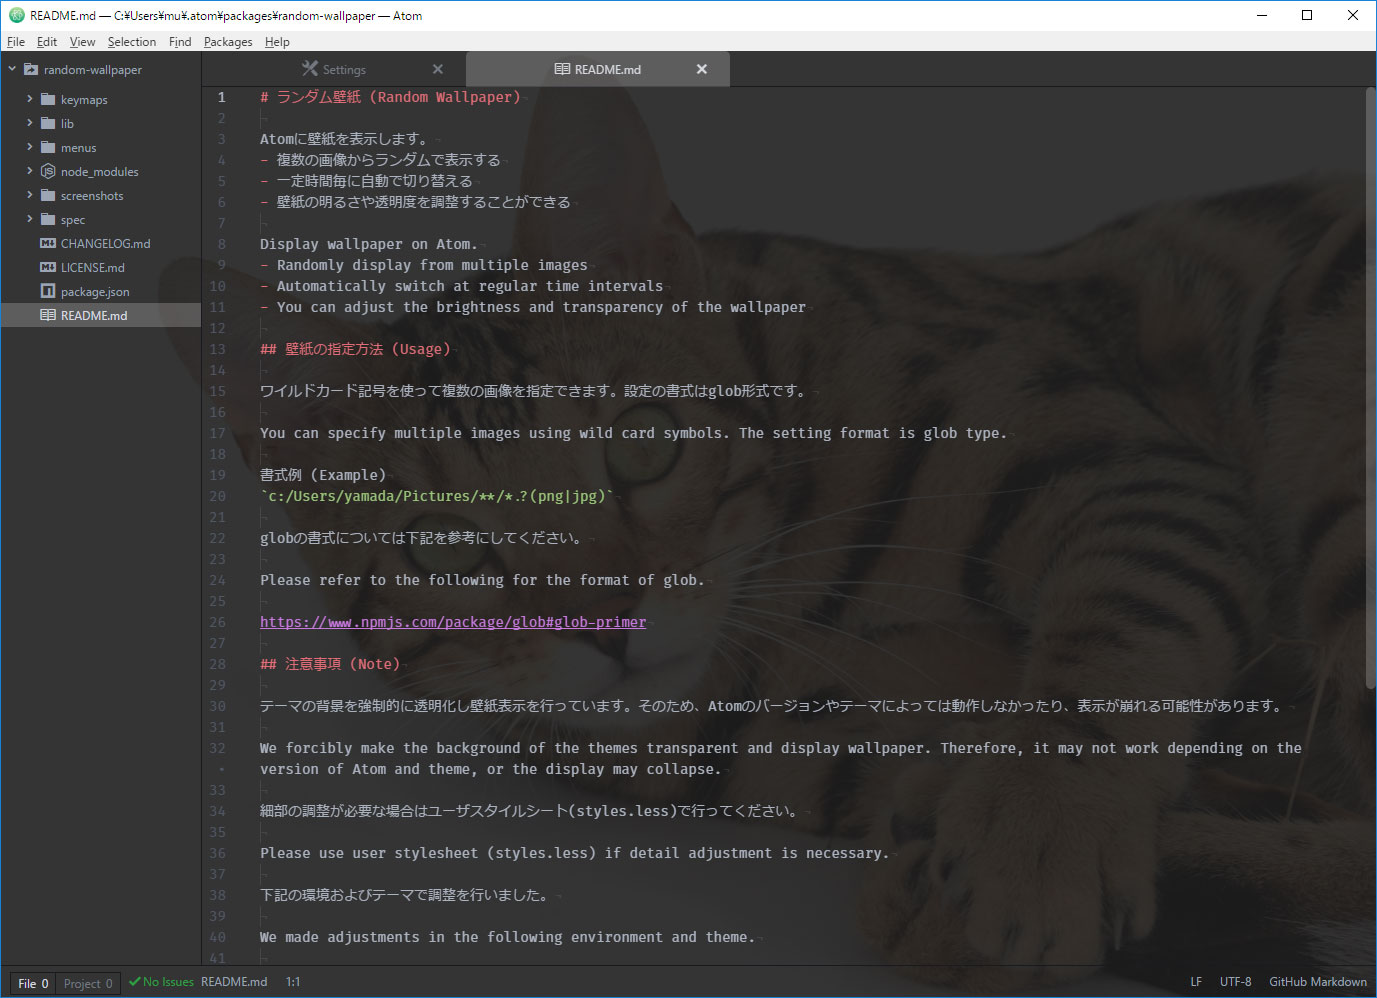 README.md — C:¥Users¥mu¥.atom¥packages¥random-wallpaper — Atom
File Edit View Selection Find Packages Help
random-wallpaper
keymaps
lib
menus
node_modules
screenshots
spec
CHANGELOG.md
LICENSE.md
package.json
README.md
Settings
README.md
1 # ランダム壁紙 (Random Wallpaper)
2
3 Atomに壁紙を表示します。
4 - 複数の画像からランダムで表示する
5 - 一定時間毎に自動で切り替える
6 - 壁紙の明るさや透明度を調整することができる
7
8 Display wallpaper on Atom.
9 - Randomly display from multiple images
10 - Automatically switch at regular time intervals
11 - You can adjust the brightness and transparency of the wallpaper
12
13 ## 壁紙の指定方法 (Usage)
14
15 ワイルドカード記号を使って複数の画像を指定できます。設定の書式はglob形式です。
16
17 You can specify multiple images using wild card symbols. The setting format is glob type.
18
19 書式例 (Example)
20 `c:/Users/yamada/Pictures/**/*.?(png|jpg)`
21
22 globの書式については下記を参考にしてください。
23
24 Please refer to the following for the format of glob.
25
26 https://www.npmjs.com/package/glob#glob-primer
27
28 ## 注意事項 (Note)
29
30 テーマの背景を強制的に透明化し壁紙表示を行っています。そのため、Atomのバージョンやテーマによっては動作しなかったり、表示が崩れる可能性があります。
31
32 We forcibly make the background of the themes transparent and display wallpaper. Therefore, it may not work depending on the
version of Atom and theme, or the display may collapse.
33
34 細部の調整が必要な場合はユーザスタイルシート(styles.less)で行ってください。
35
36 Please use user stylesheet (styles.less) if detail adjustment is necessary.
37
38 下記の環境およびテーマで調整を行いました。
39
40 We made adjustments in the following environment and theme.
41
File 0 Project 0 No Issues README.md 1:1 LF UTF-8 GitHub Markdown